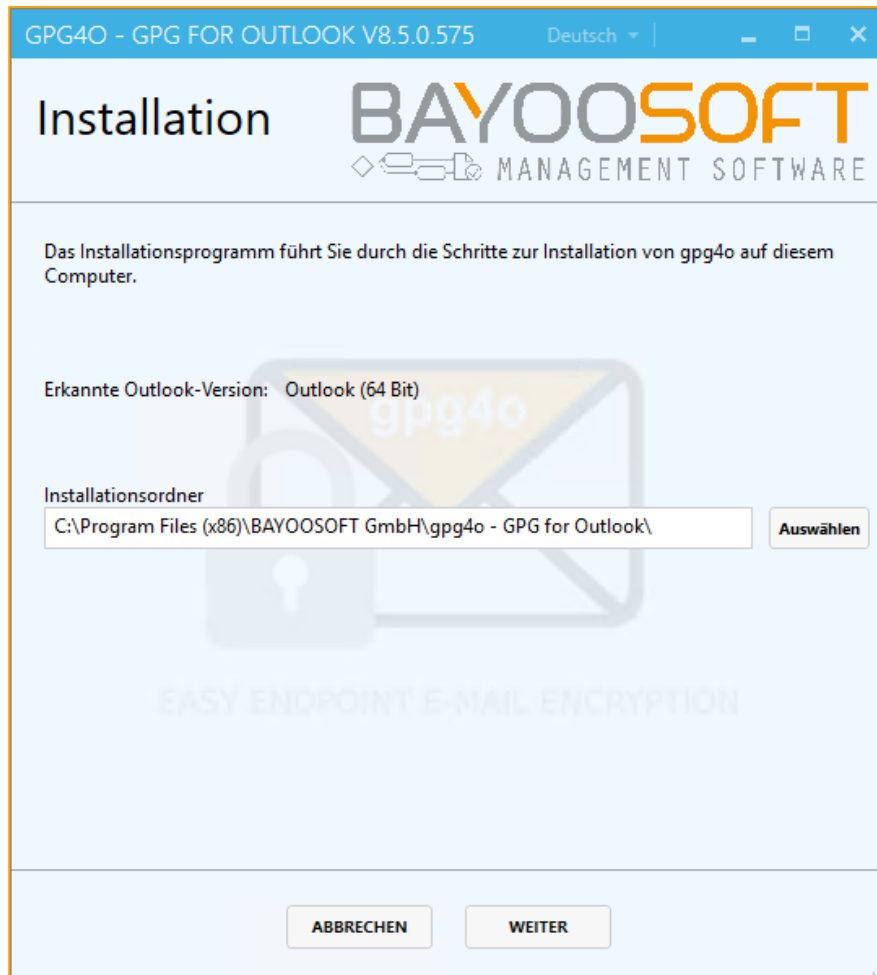 GPG4O - GPG FOR OUTLOOK V8.5.0.575 Deutsch
Installation
BAYOOSOFT
MANAGEMENT SOFTWARE
Das Installationsprogramm führt Sie durch die Schritte zur Installation von gpg4o auf diesem
Computer.
Erkannte Outlook-Version: Outlook (64 Bit)
gpg4o
Installationsordner
C:\Program Files (x86)\BAYOOSOFT GmbH\gpg4o - GPG for Outlook\ Auswählen
EASY ENDPOINT E-MAIL ENCRYPTION
ABBRECHEN WEITER